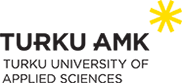 TURKU AMK
TURKU UNIVERSITY OF
APPLIED SCIENCES